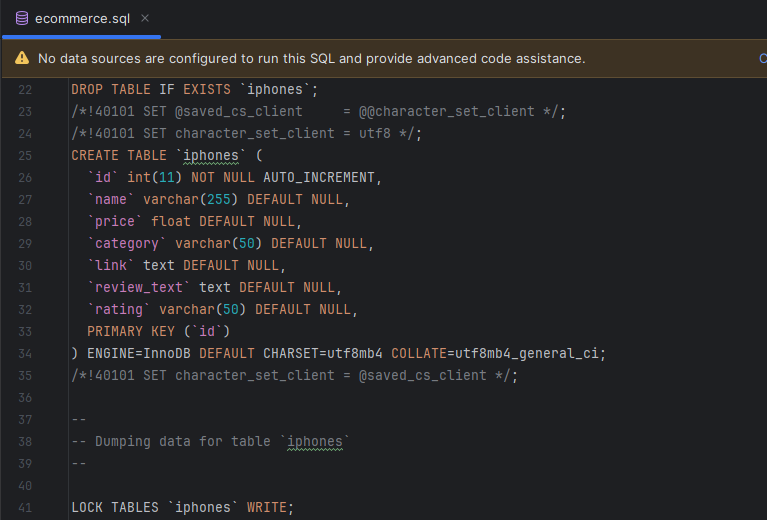 ecommerce.sql
No data sources are configured to run this SQL and provide advanced code assistance.
22 DROP TABLE IF EXISTS `iphones`;
23 /*!40101 SET @saved_cs_client     = @@character_set_client */;
24 /*!40101 SET character_set_client = utf8 */;
25 CREATE TABLE `iphones` (
26   `id` int(11) NOT NULL AUTO_INCREMENT,
27   `name` varchar(255) DEFAULT NULL,
28   `price` float DEFAULT NULL,
29   `category` varchar(50) DEFAULT NULL,
30   `link` text DEFAULT NULL,
31   `review_text` text DEFAULT NULL,
32   `rating` varchar(50) DEFAULT NULL,
33   PRIMARY KEY (`id`)
34 ) ENGINE=InnoDB DEFAULT CHARSET=utf8mb4 COLLATE=utf8mb4_general_ci;
35 /*!40101 SET character_set_client = @saved_cs_client */;
36
37 --
38 -- Dumping data for table `iphones`
39 --
40
41 LOCK TABLES `iphones` WRITE;